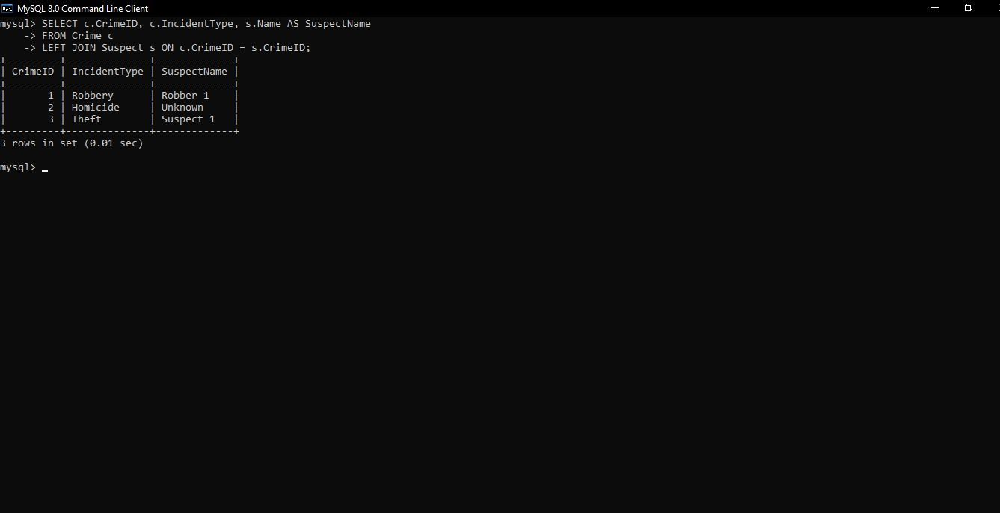 MySQL 8.0 Command Line Client
mysql> SELECT c.CrimeID, c.IncidentType, s.Name AS SuspectName
    -> FROM Crime c
    -> LEFT JOIN Suspect s ON c.CrimeID = s.CrimeID;
+---------+--------------+-------------+
| CrimeID | IncidentType | SuspectName |
+---------+--------------+-------------+
|       1 | Robbery      | Robber 1    |
|       2 | Homicide     | Unknown     |
|       3 | Theft        | Suspect 1   |
+---------+--------------+-------------+
3 rows in set (0.01 sec)
mysql>